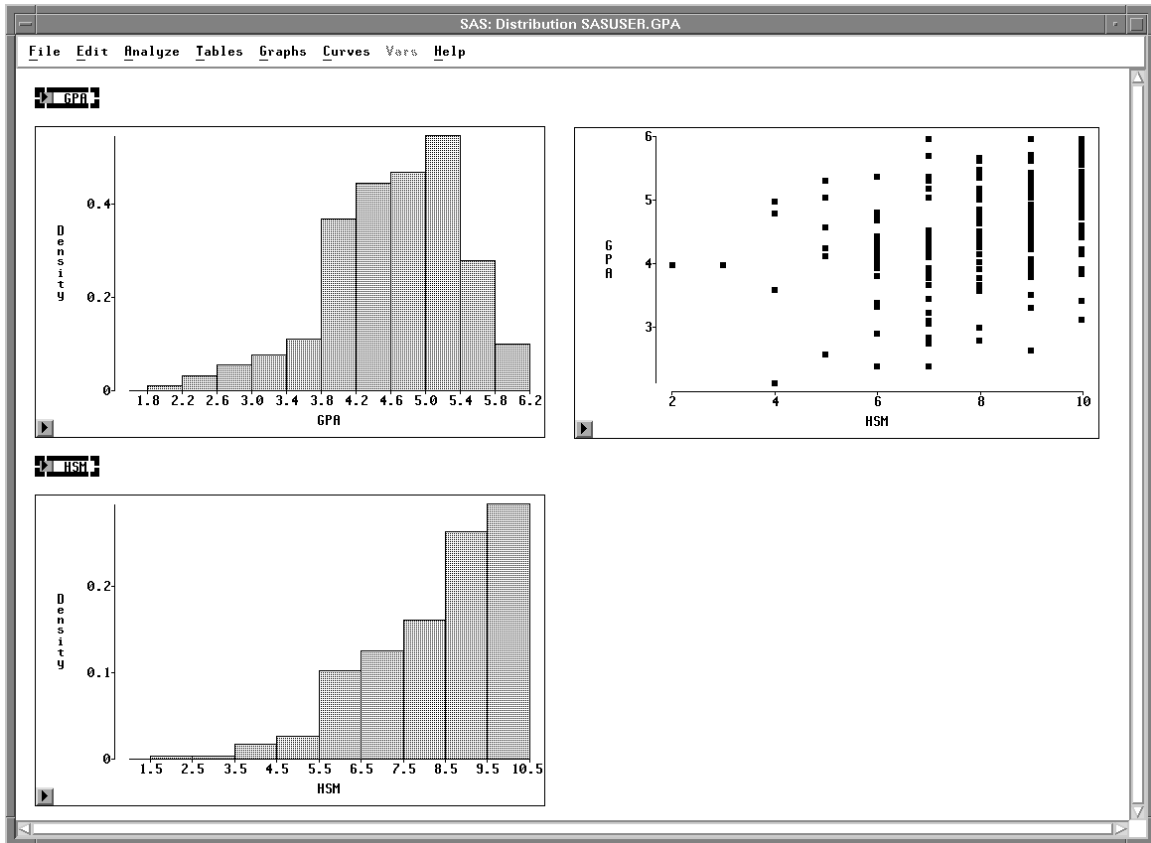 SAS: Distribution SASUSER.GPA
File Edit Analyze Tables Graphs Curves Vars Help
GPA
Density
0.4
0.2
0
1.8 2.2 2.6 3.0 3.4 3.8 4.2 4.6 5.0 5.4 5.8 6.2
GPA
GPA
6
5
4
3
2 4 6 8 10
HSM
HSM
Density
0.2
0.1
0
1.5 2.5 3.5 4.5 5.5 6.5 7.5 8.5 9.5 10.5
HSM